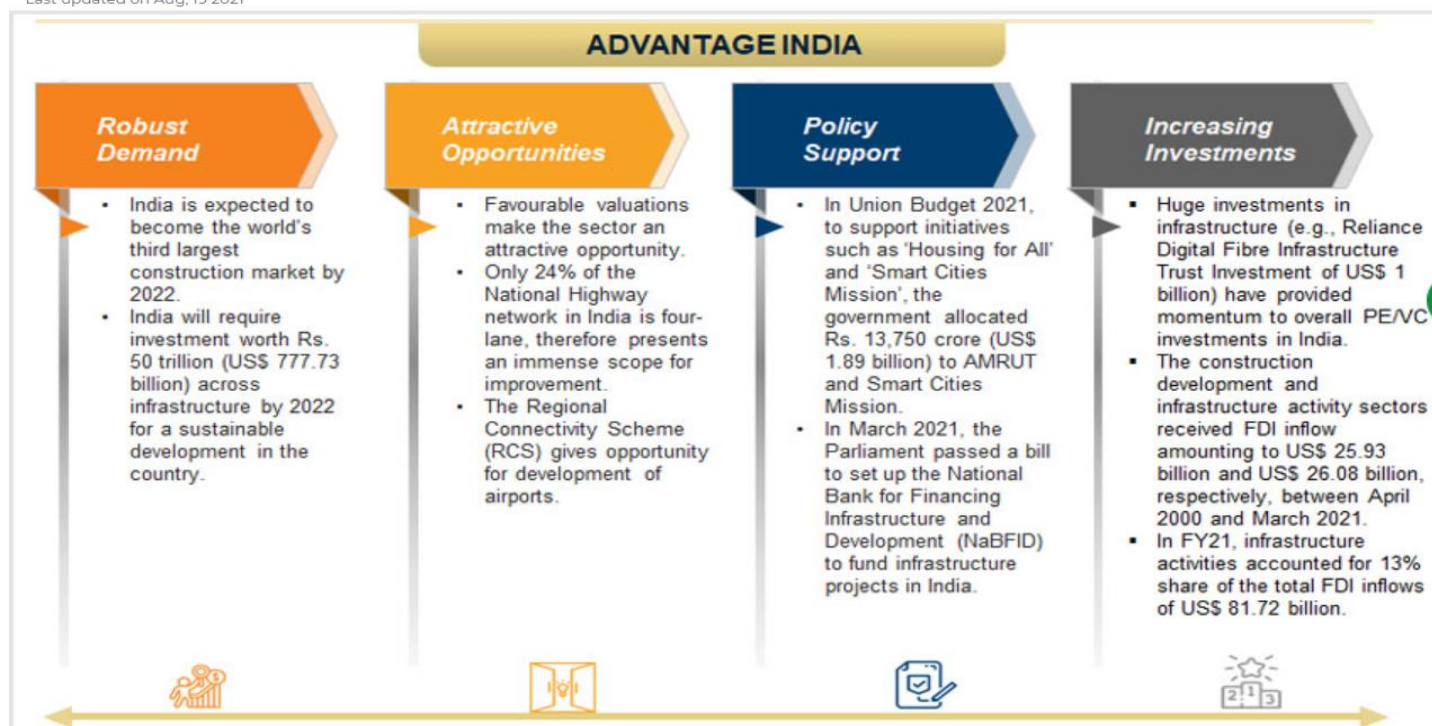 Last updated on Aug, 19 2021
ADVANTAGE INDIA
Robust
Demand
• India is expected to
become the world's
third largest
construction market by
2022.
• India will require
investment worth Rs.
50 trillion (US$ 777.73
billion) across
infrastructure by 2022
for a sustainable
development in the
country.
Attractive
Opportunities
• Favourable valuations
make the sector an
attractive opportunity.
• Only 24% of the
National Highway
network in India is four-
lane, therefore presents
an immense scope for
improvement.
• The Regional
Connectivity Scheme
(RCS) gives opportunity
for development of
airports.
Policy
Support
• In Union Budget 2021,
to support initiatives
such as 'Housing for All'
and 'Smart Cities
Mission', the
government allocated
Rs. 13,750 crore (US$
1.89 billion) to AMRUT
and Smart Cities
Mission.
• In March 2021, the
Parliament passed a bill
to set up the National
Bank for Financing
Infrastructure and
Development (NaBFID)
to fund infrastructure
projects in India.
Increasing
Investments
▪ Huge investments in
infrastructure (e.g., Reliance
Digital Fibre Infrastructure
Trust Investment of US$ 1
billion) have provided
momentum to overall PE/VC
investments in India.
▪ The construction
development and
infrastructure activity sectors
received FDI inflow
amounting to US$ 25.93
billion and US$ 26.08 billion,
respectively, between April
2000 and March 2021.
▪ In FY21, infrastructure
activities accounted for 13%
share of the total FDI inflows
of US$ 81.72 billion.
2 1 3